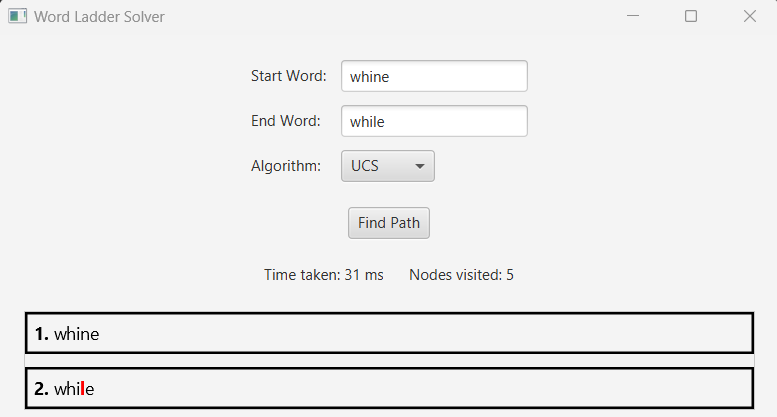 Word Ladder Solver
Start Word: whine
End Word: while
Algorithm: UCS
Find Path
Time taken: 31 ms Nodes visited: 5
1. whine
2. while